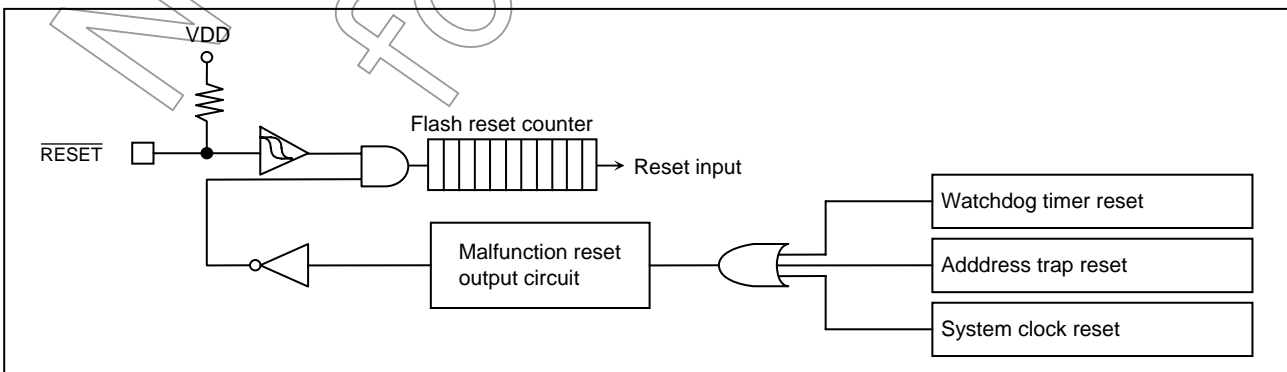 VDD
Flash reset counter
RESET
Reset input
Watchdog timer reset
Malfunction reset
output circuit
Adddress trap reset
System clock reset